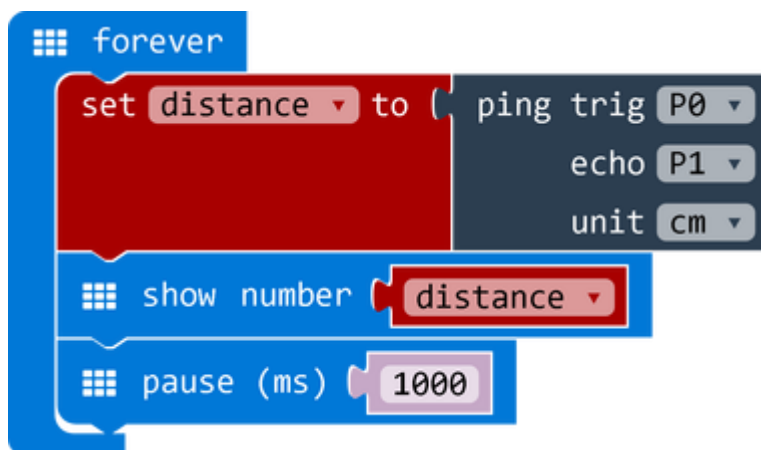 forever
set distance to ping trig P0
echo P1
unit cm
show number distance
pause (ms) 1000